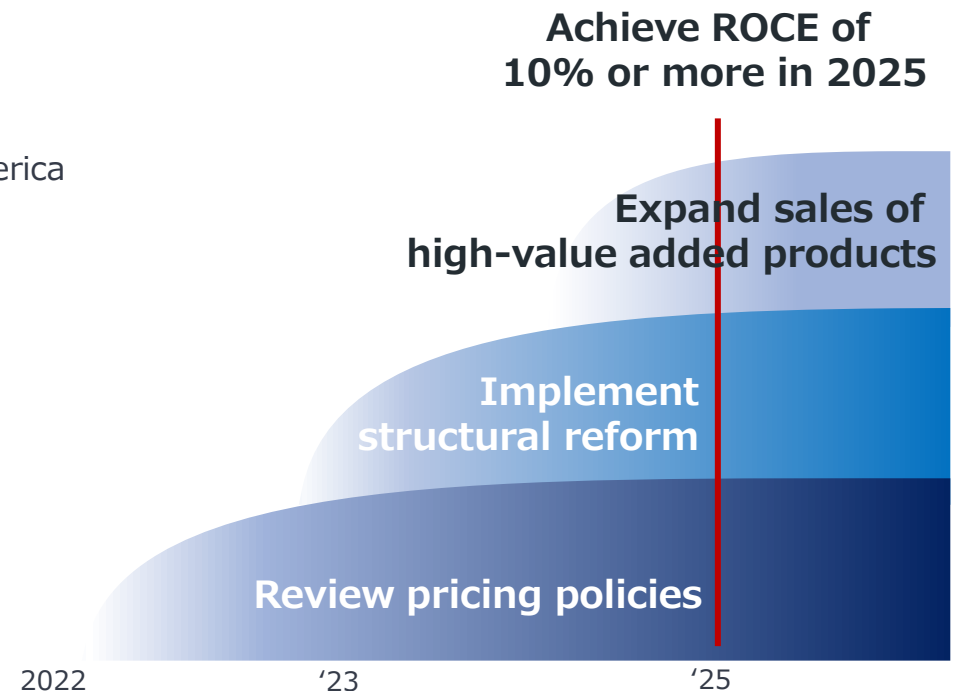 Achieve ROCE of
10% or more in 2025
erica
Expand sales of
high-value added products
Implement
structural reform
Review pricing policies
2022
‘23
‘25